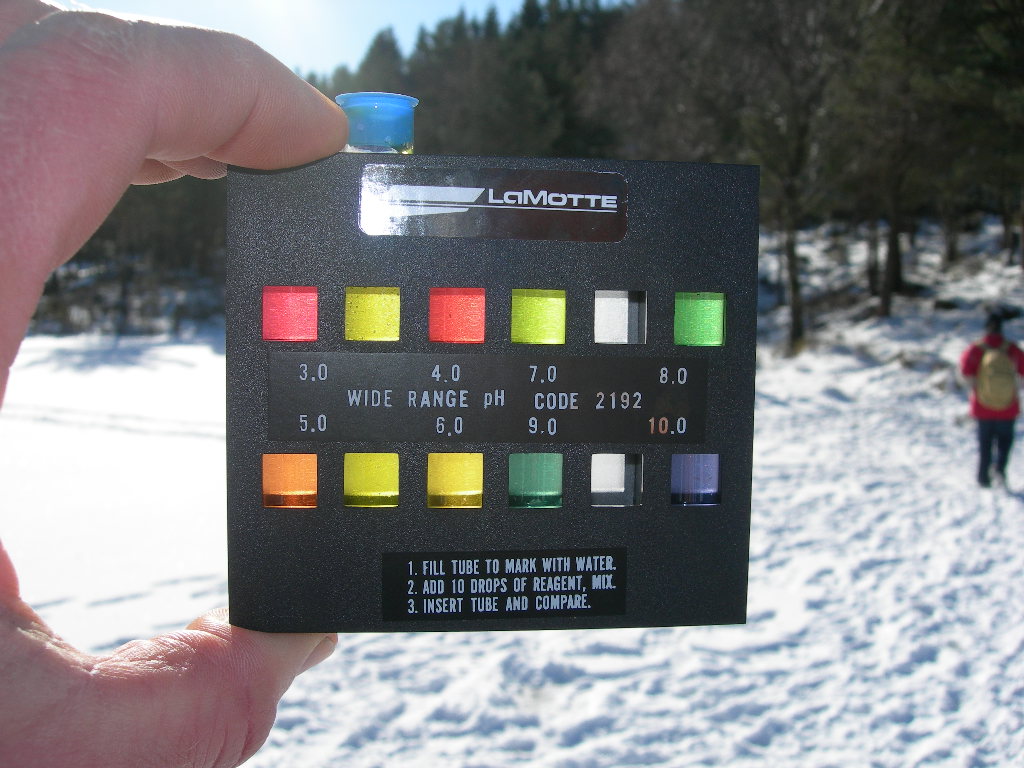 LaMOTTE
3.0 4.0 7.0 8.0
WIDE RANGE pH CODE 2192
5.0 6.0 9.0 10.0
1. FILL TUBE TO MARK WITH WATER.
2. ADD 10 DROPS OF REAGENT, MIX.
3. INSERT TUBE AND COMPARE.